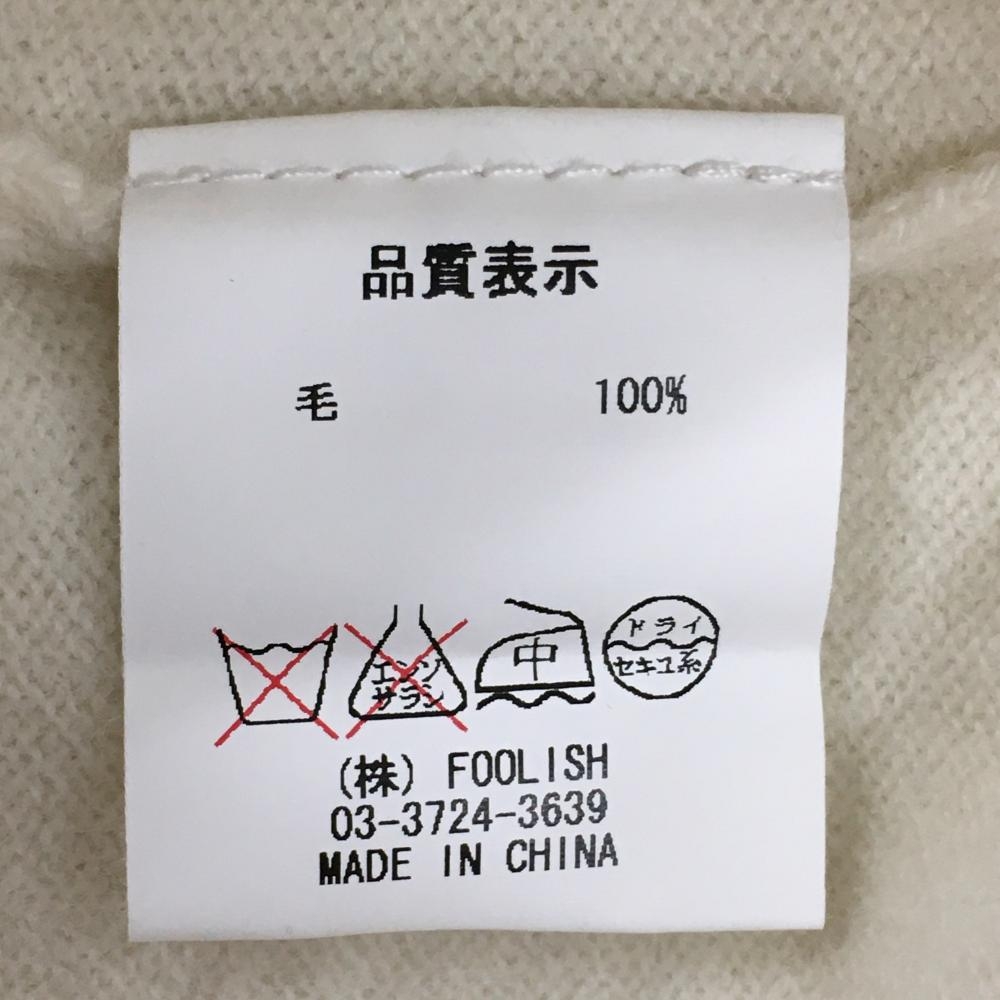 品質表示
毛 100%
エンソ
サラシ
中
ドライ
セキユ系
(株) FOOLISH
03-3724-3639
MADE IN CHINA